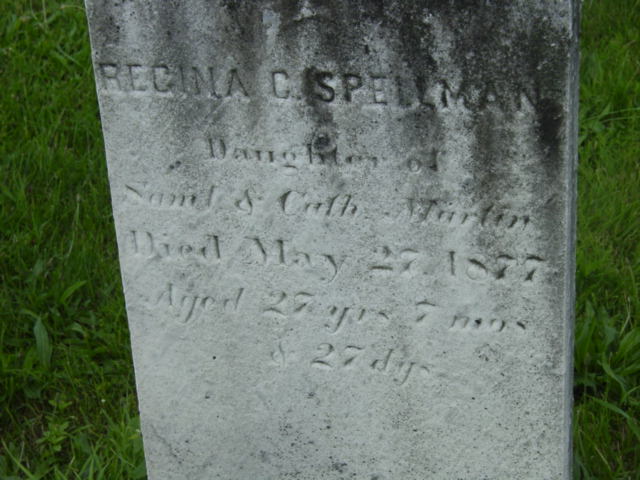 REGINA C. SPELLMAN
Daughter of
Saml & Cath. Martin
Died May 27, 1877
Aged 27 yrs 7 mos
& 27 dys